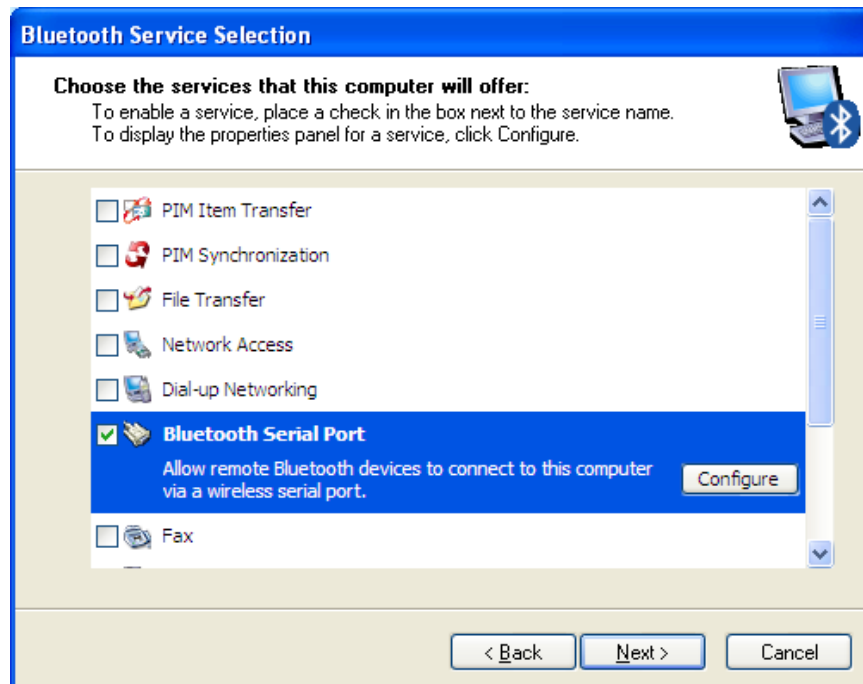 Bluetooth Service Selection
Choose the services that this computer will offer:
To enable a service, place a check in the box next to the service name.
To display the properties panel for a service, click Configure.
PIM Item Transfer
PIM Synchronization
File Transfer
Network Access
Dial-up Networking
Bluetooth Serial Port
Allow remote Bluetooth devices to connect to this computer
via a wireless serial port.
Configure
Fax
< Back
Next >
Cancel